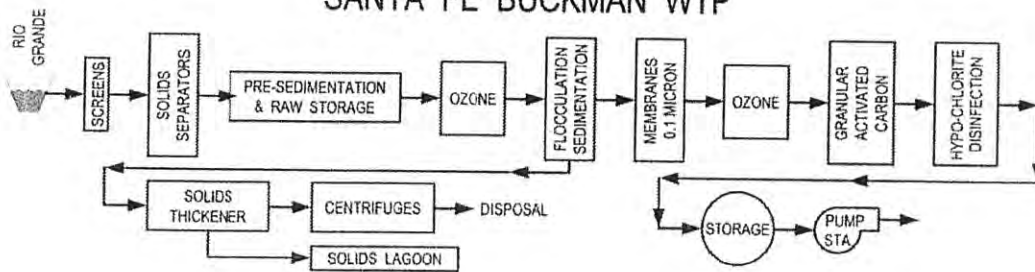 SANTA FE BUCKMAN WTP
RIO
GRANDE
SCREENS
SOLIDS
SEPARATORS
PRE-SEDIMENTATION
& RAW STORAGE
OZONE
FLOCCULATION
SEDIMENTATION
MEMBRANES
0.1 MICRON
OZONE
GRANULAR
ACTIVATED
CARBON
HYPO-CHLORITE
DISINFECTION
SOLIDS
THICKENER
CENTRIFUGES
DISPOSAL
SOLIDS LAGOON
STORAGE
PUMP
STA.